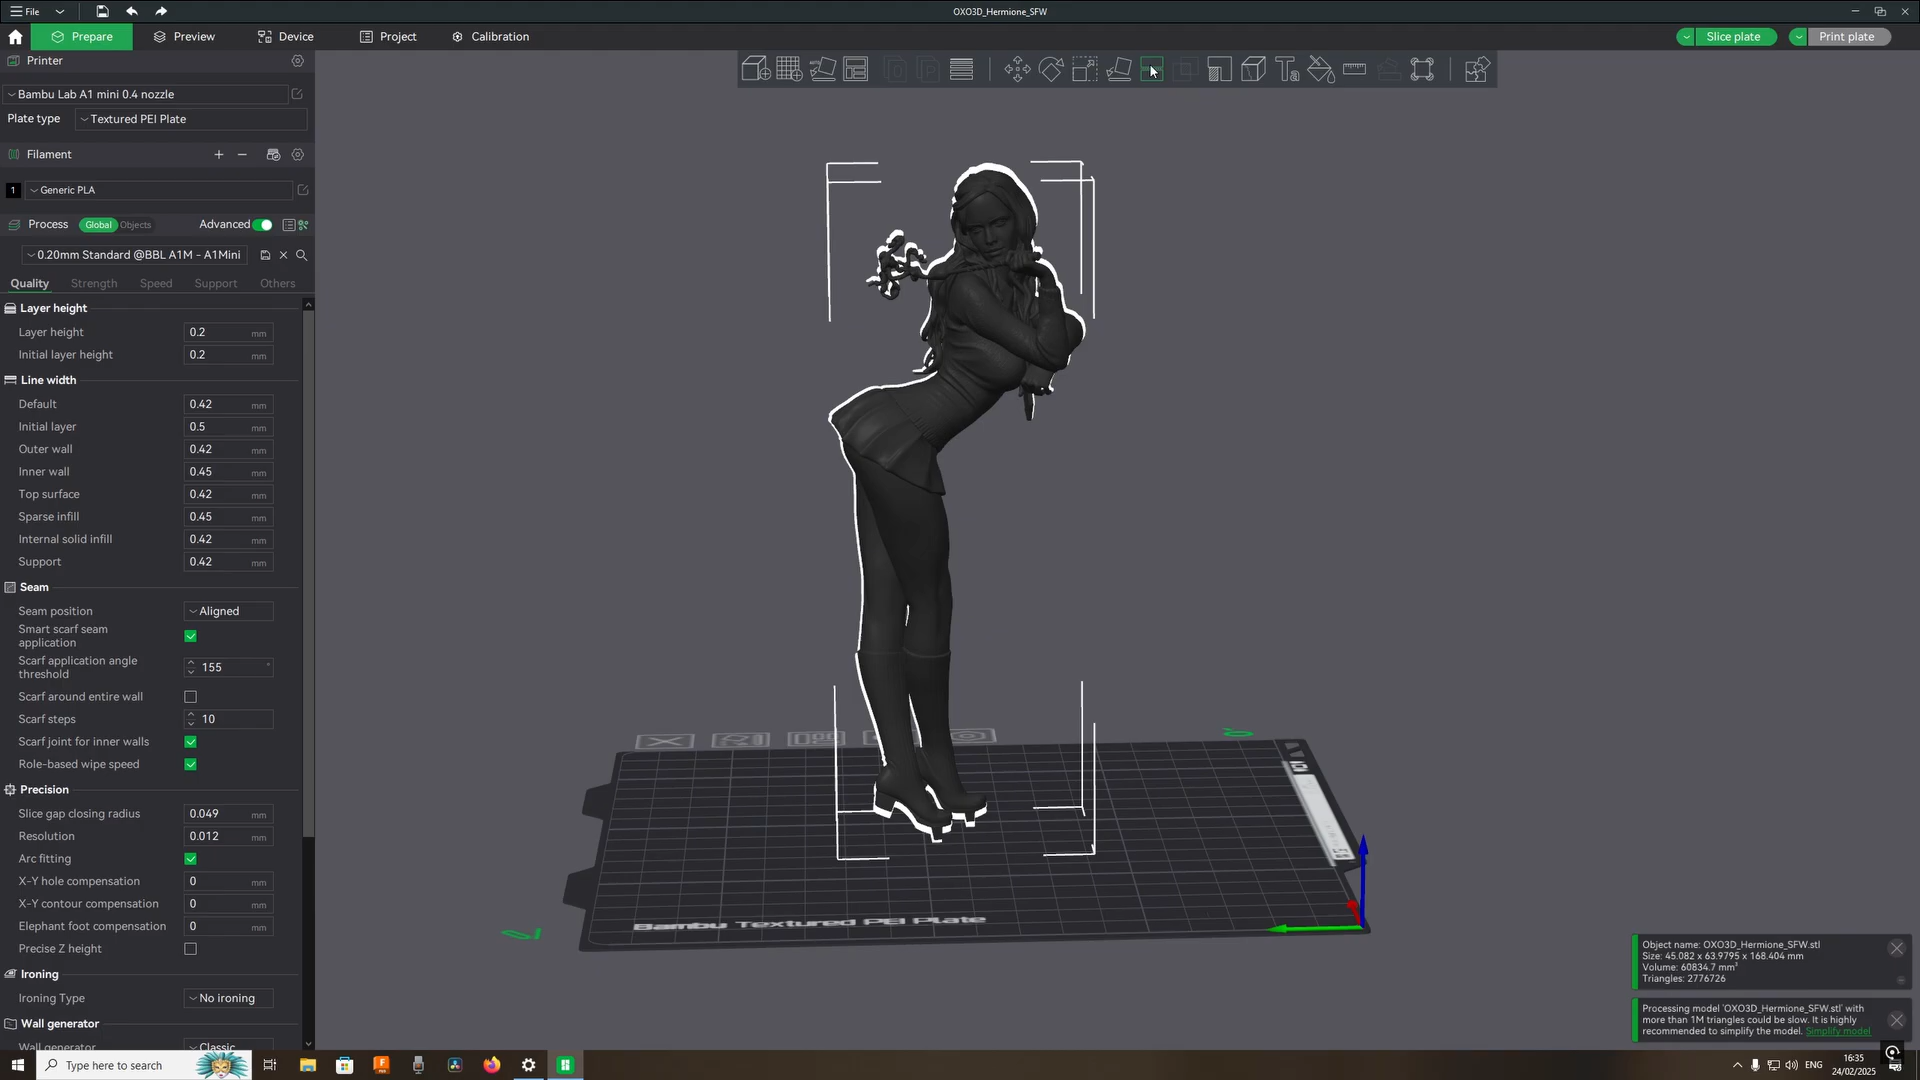 File
OXO3D_Hermione_SFW
Prepare
Preview
Device
Project
Calibration
Slice plate
Print plate
Printer
Bambu Lab A1 mini 0.4 nozzle
Plate type
Textured PEI Plate
Filament
1
Generic PLA
Process
Global
Objects
Advanced
0.20mm Standard @BBL A1M - A1Mini
Quality
Strength
Speed
Support
Others
Layer height
Layer height 0.2 mm
Initial layer height 0.2 mm
Line width
Default 0.42 mm
Initial layer 0.5 mm
Outer wall 0.42 mm
Inner wall 0.45 mm
Top surface 0.42 mm
Sparse infill 0.45 mm
Internal solid infill 0.42 mm
Support 0.42 mm
Seam
Seam position Aligned
Smart scarf seam
application
Scarf application angle
threshold
155 °
Scarf around entire wall
Scarf steps 10
Scarf joint for inner walls
Role-based wipe speed
Precision
Slice gap closing radius 0.049 mm
Resolution 0.012 mm
Arc fitting
X-Y hole compensation 0 mm
X-Y contour compensation 0 mm
Elephant foot compensation 0 mm
Precise Z height
Ironing
Ironing Type No ironing
Wall generator
Wall generator Classic
Bambu Textured PEI Plate
Object name: OXO3D_Hermione_SFW.stl
Size: 45.082 x 63.9795 x 168.404 mm
Volume: 60834.7 mm³
Triangles: 2776726
Processing model 'OXO3D_Hermione_SFW.stl' with
more than 1M triangles could be slow. It is highly
recommended to simplify the model. Simplify model
Type here to search
ENG
16:35
24/02/2025